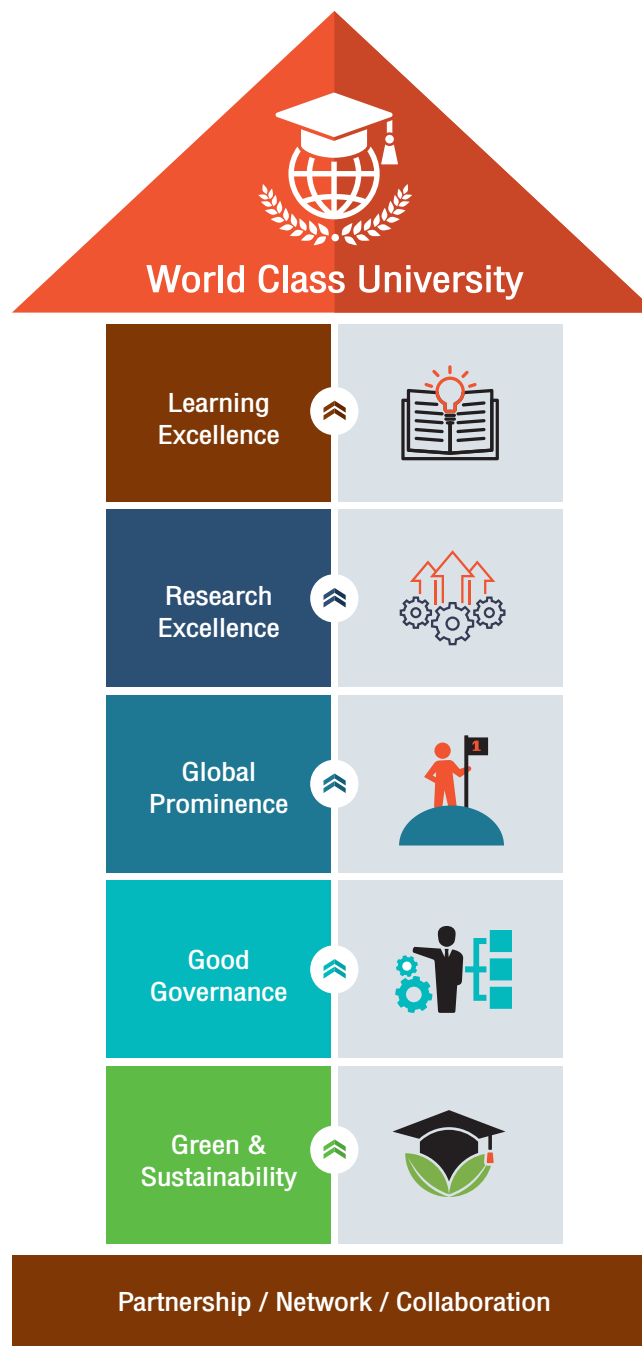 World Class University
Learning
Excellence
Research
Excellence
Global
Prominence
1
Good
Governance
Green &
Sustainability
Partnership / Network / Collaboration